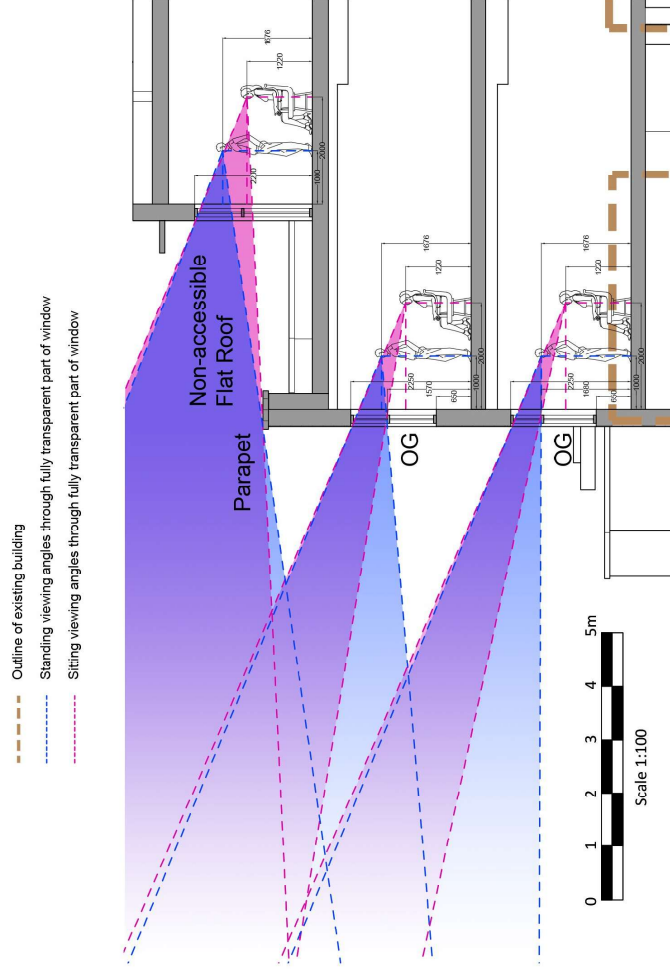 Outline of existing building
Standing viewing angles through fully transparent part of window
Sitting viewing angles through fully transparent part of window
Non-accessible
Flat Roof
Parapet
OG
OG
1676
1220
2000
1000
1676
1220
2250
1570
650
2000
1000
1676
1220
2250
1680
650
2000
1000
0 1 2 3 4 5m
Scale 1:100